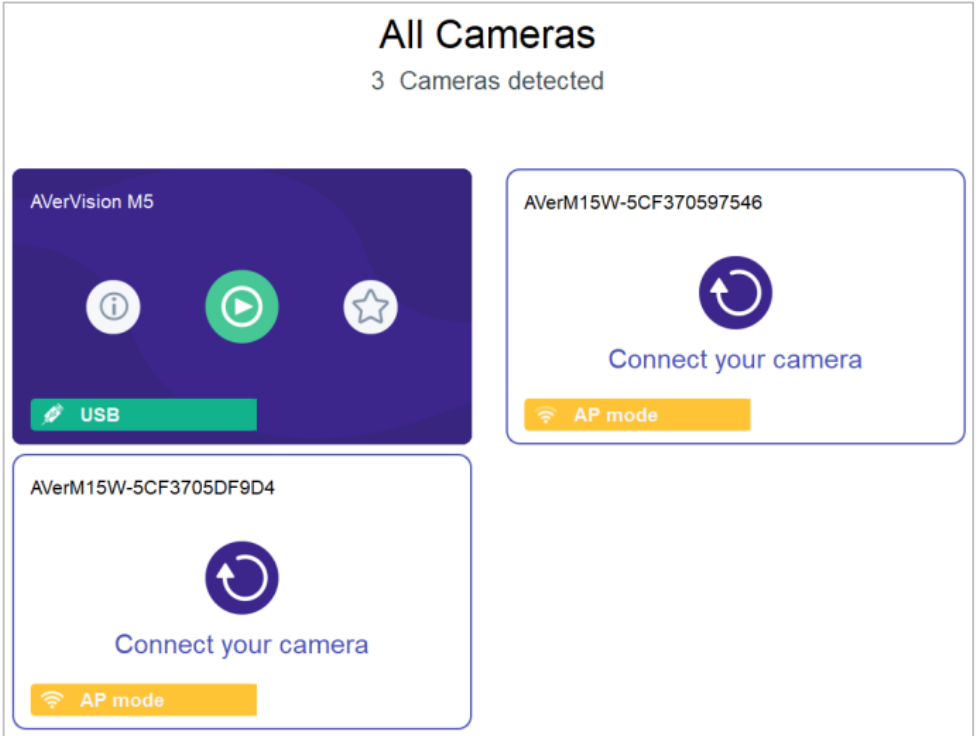 All Cameras
3 Cameras detected
AVerVision M5
USB
AVerM15W-5CF370597546
Connect your camera
AP mode
AVerM15W-5CF3705DF9D4
Connect your camera
AP mode